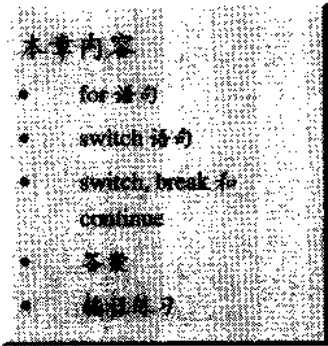 本章内容
• for 语句
• switch 语句
• switch, break 和
continue
• 答案
• 编程练习